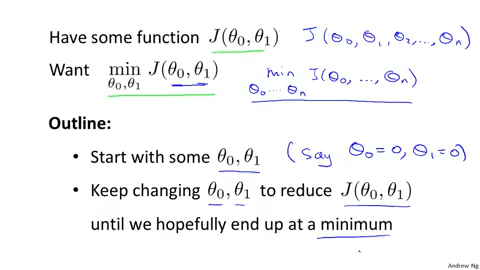 Have some function J(θ₀, θ₁) J(θ₀, θ₁, θ₂, ..., θₙ)
Want min J(θ₀, θ₁) min J(θ₀, ..., θₙ)
θ₀,θ₁ θ₀ ... θₙ
Outline:
• Start with some θ₀, θ₁ (say θ₀ = 0, θ₁ = 0)
• Keep changing θ₀, θ₁ to reduce J(θ₀, θ₁)
until we hopefully end up at a minimum
Andrew Ng